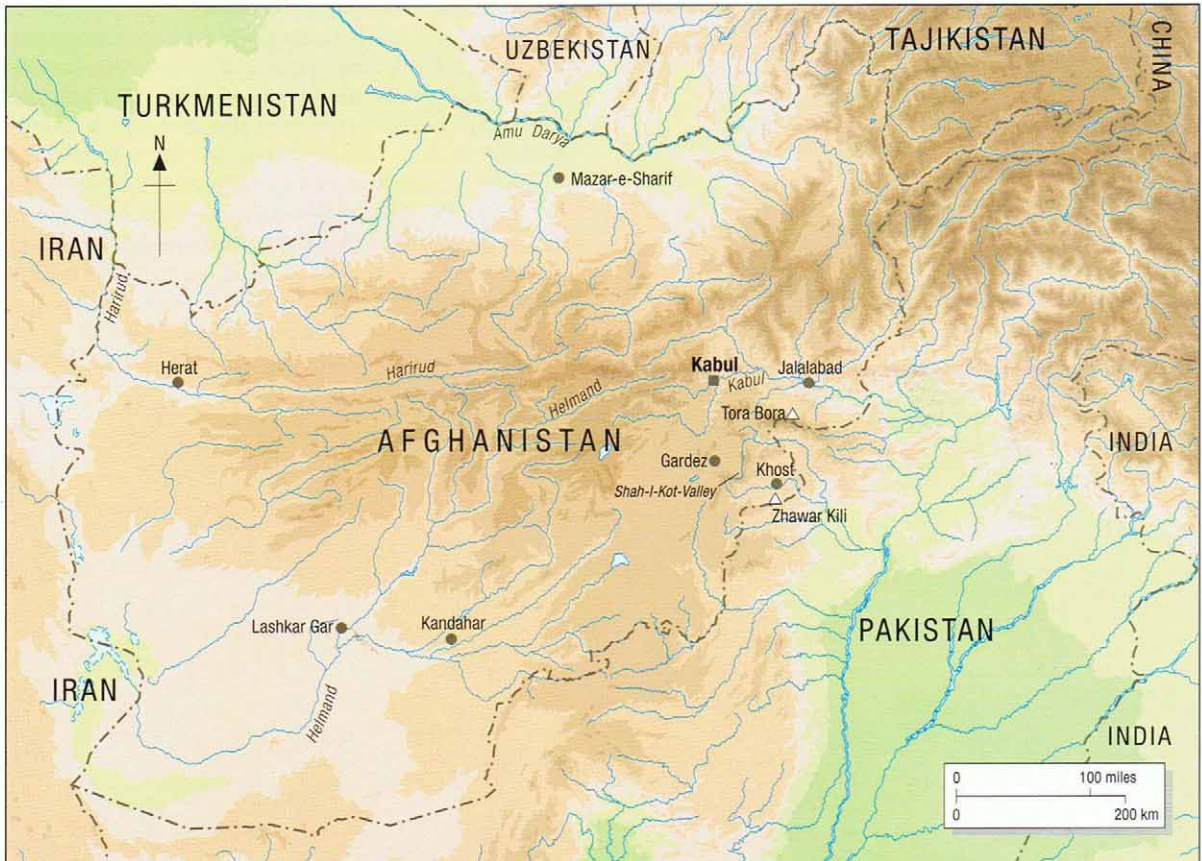 UZBEKISTAN
TAJIKISTAN
CHINA
TURKMENISTAN
N
Amu Darya
Mazar-e-Sharif
IRAN
Harirud
Herat
Harirud
Helmand
Kabul
Kabul
Jalalabad
Tora Bora
AFGHANISTAN
INDIA
Gardez
Khost
Shah-I-Kot-Valley
Zhawar Kili
Lashkar Gar
Kandahar
PAKISTAN
IRAN
Helmand
INDIA
0 100 miles
0 200 km